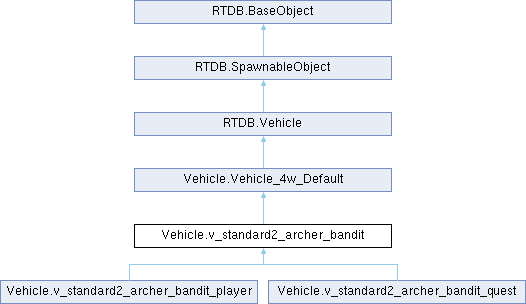 RTDB.BaseObject
RTDB.SpawnableObject
RTDB.Vehicle
Vehicle.Vehicle_4w_Default
Vehicle.v_standard2_archer_bandit
Vehicle.v_standard2_archer_bandit_player
Vehicle.v_standard2_archer_bandit_quest